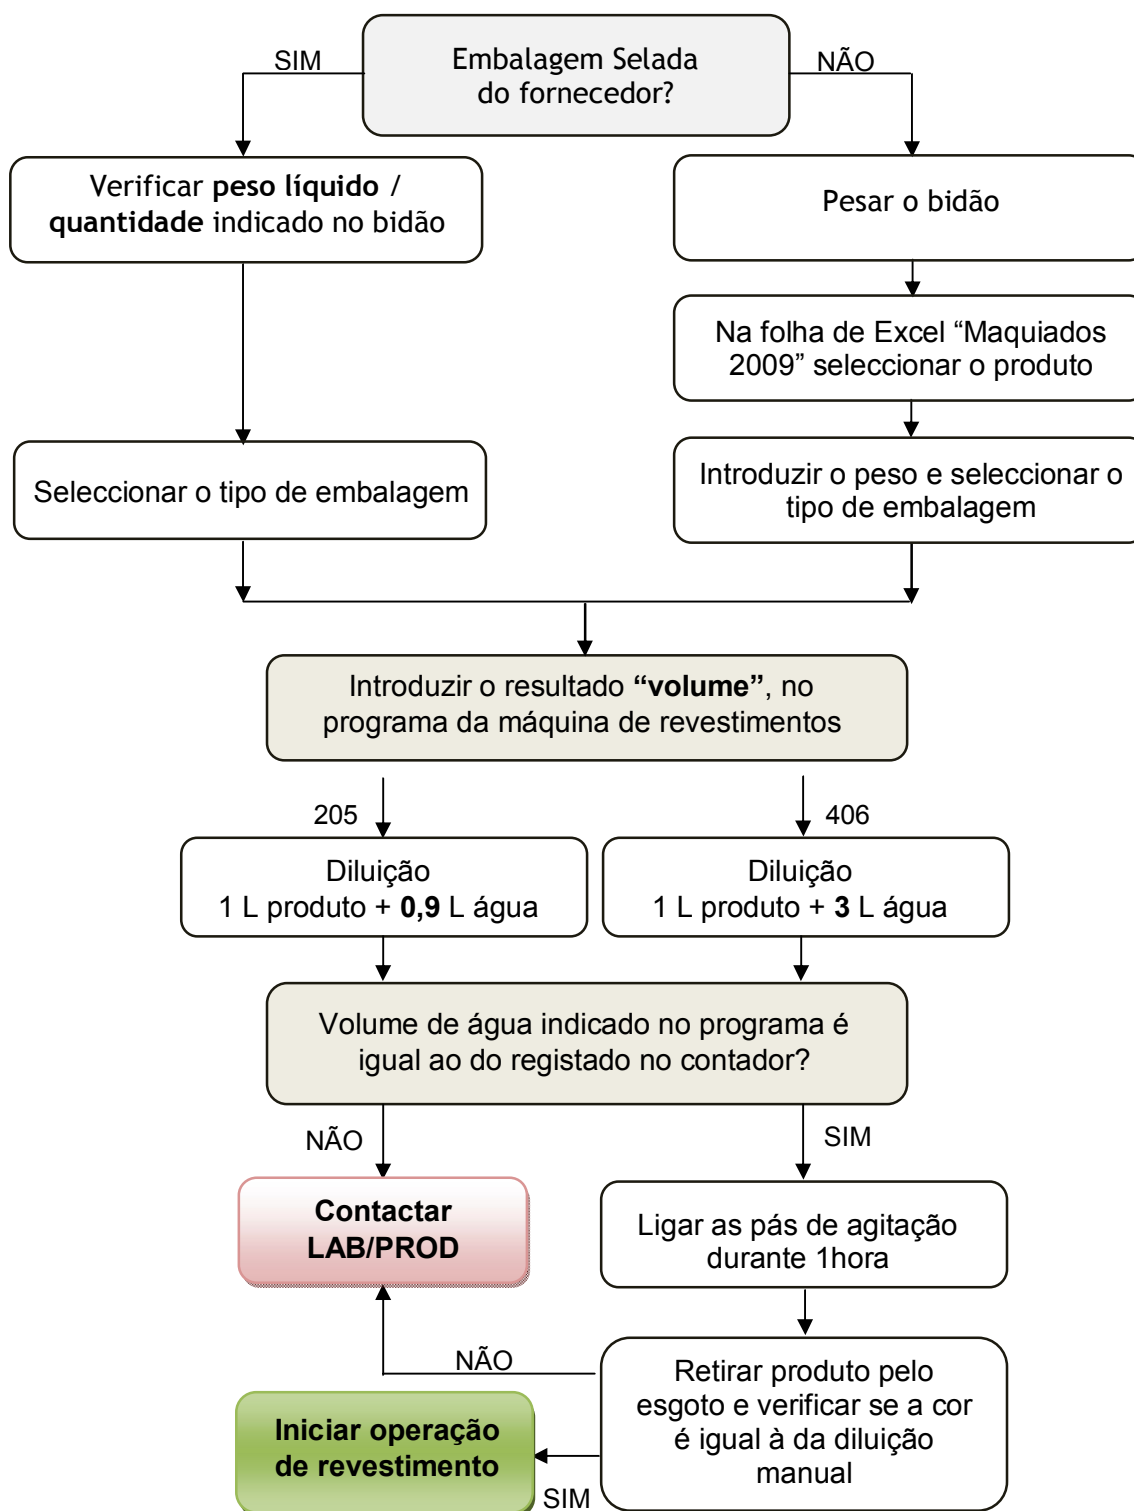 Embalagem Selada
do fornecedor?
SIM
NÃO
Verificar peso líquido /
quantidade indicado no bidão
Pesar o bidão
Na folha de Excel “Maquiados
2009” seleccionar o produto
Seleccionar o tipo de embalagem
Introduzir o peso e seleccionar o
tipo de embalagem
Introduzir o resultado “volume”, no
programa da máquina de revestimentos
205
406
Diluição
1 L produto + 0,9 L água
Diluição
1 L produto + 3 L água
Volume de água indicado no programa é
igual ao do registado no contador?
NÃO
SIM
Contactar
LAB/PROD
Ligar as pás de agitação
durante 1hora
NÃO
Retirar produto pelo
esgoto e verificar se a cor
é igual à da diluição
manual
Iniciar operação
de revestimento
SIM